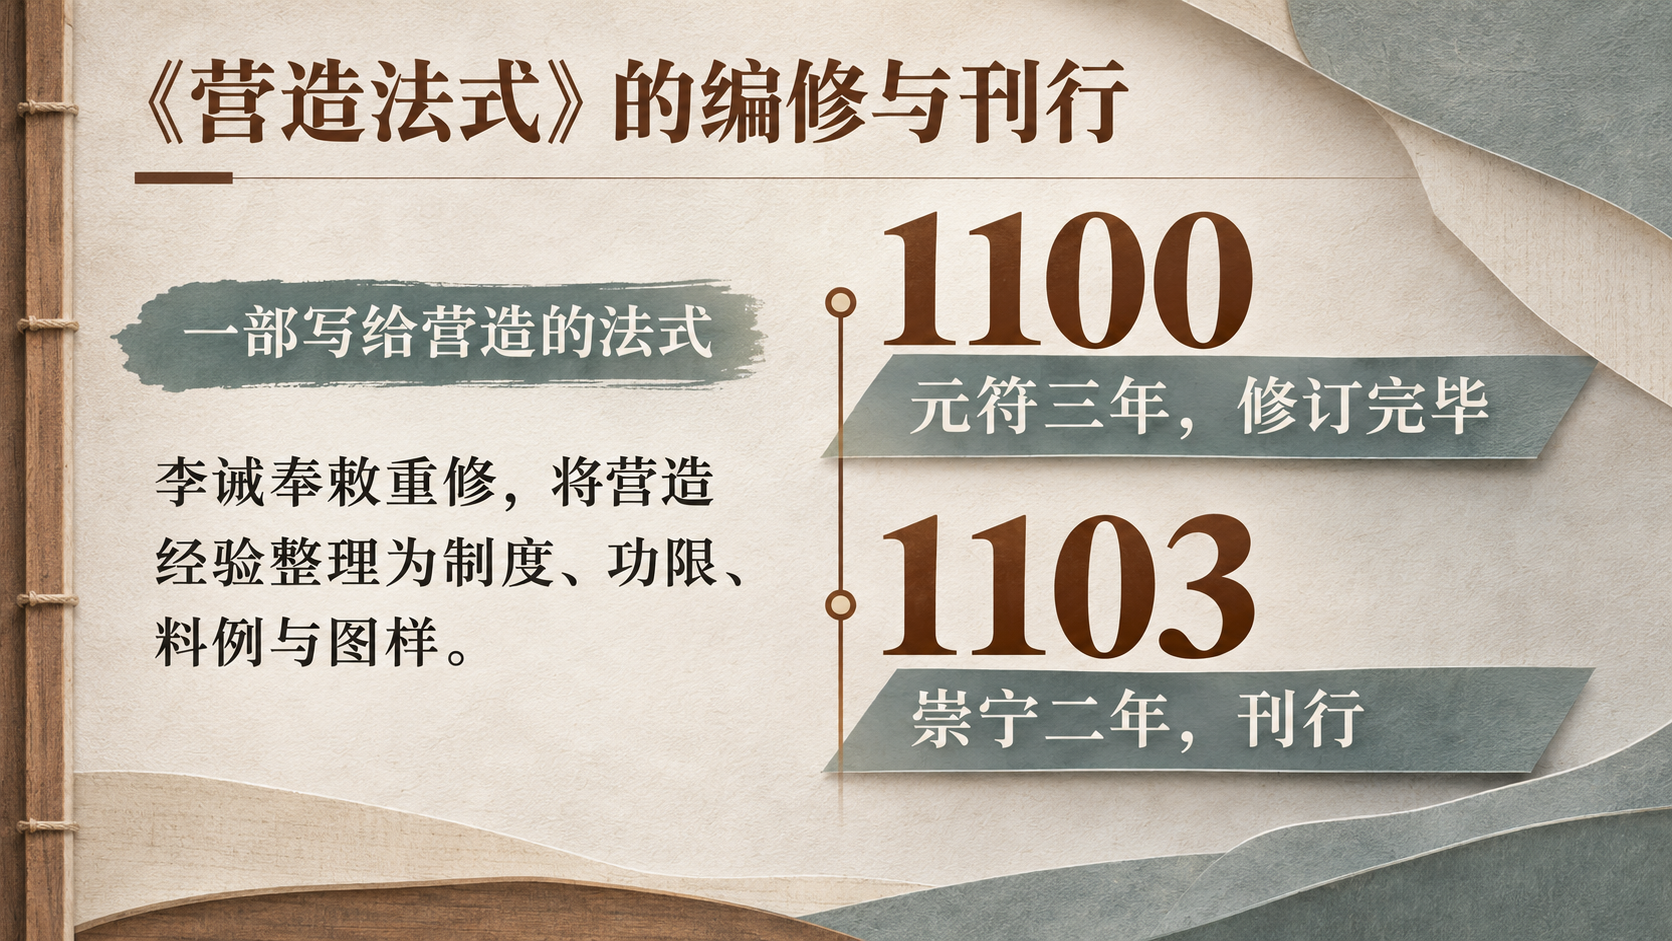 《营造法式》的编修与刊行
一部写给营造的法式
李诫奉敕重修，将营造
经验整理为制度、功限、
料例与图样。
1100
元符三年，修订完毕
1103
崇宁二年，刊行